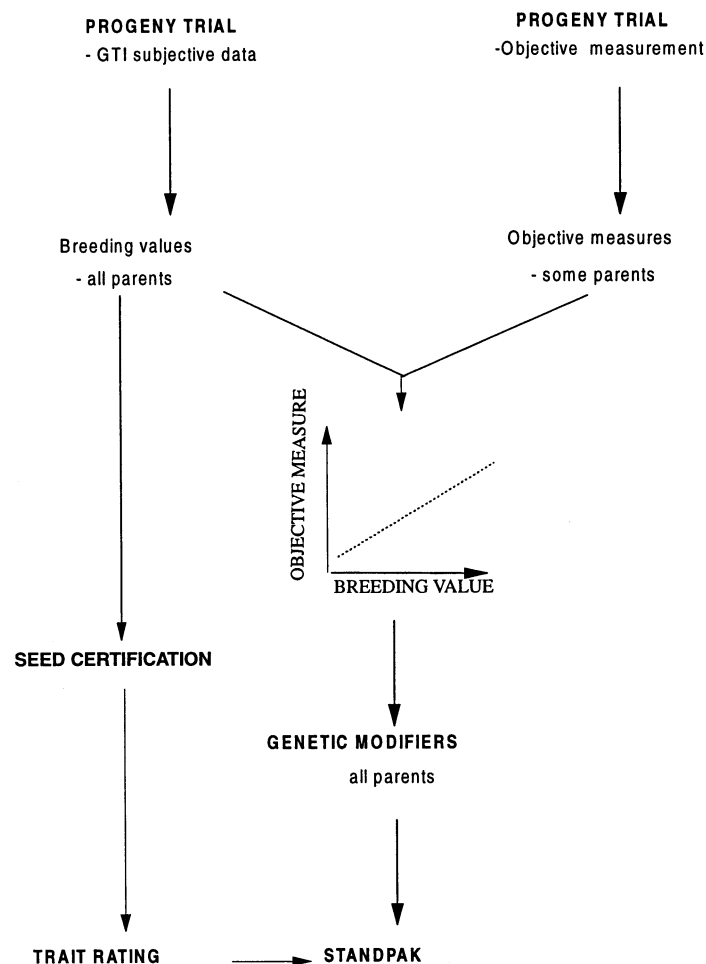 PROGENY TRIAL
- GTI subjective data
PROGENY TRIAL
-Objective measurement
Breeding values
- all parents
Objective measures
- some parents
OBJECTIVE MEASURE
BREEDING VALUE
SEED CERTIFICATION
GENETIC MODIFIERS
all parents
TRAIT RATING
STANDPAK